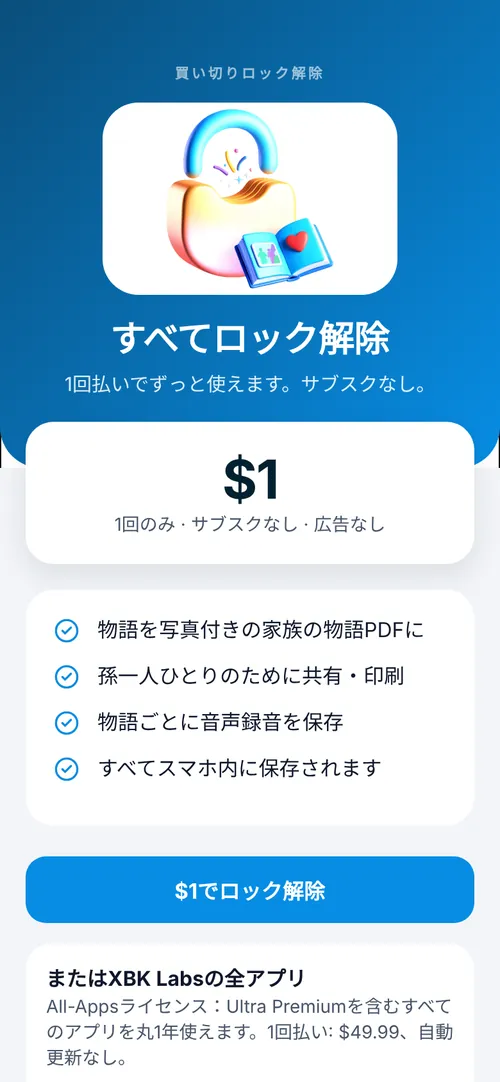 買い切りロック解除
すべてロック解除
1回払いでずっと使えます。サブスクなし。
$1
1回のみ · サブスクなし · 広告なし
物語を写真付きの家族の物語PDFに
孫一人ひとりのために共有・印刷
物語ごとに音声録音を保存
すべてスマホ内に保存されます
$1でロック解除
またはXBK Labsの全アプリ
All-Appsライセンス：Ultra Premiumを含むすべて
のアプリを丸1年使えます。1回払い: $49.99、自動
更新なし。